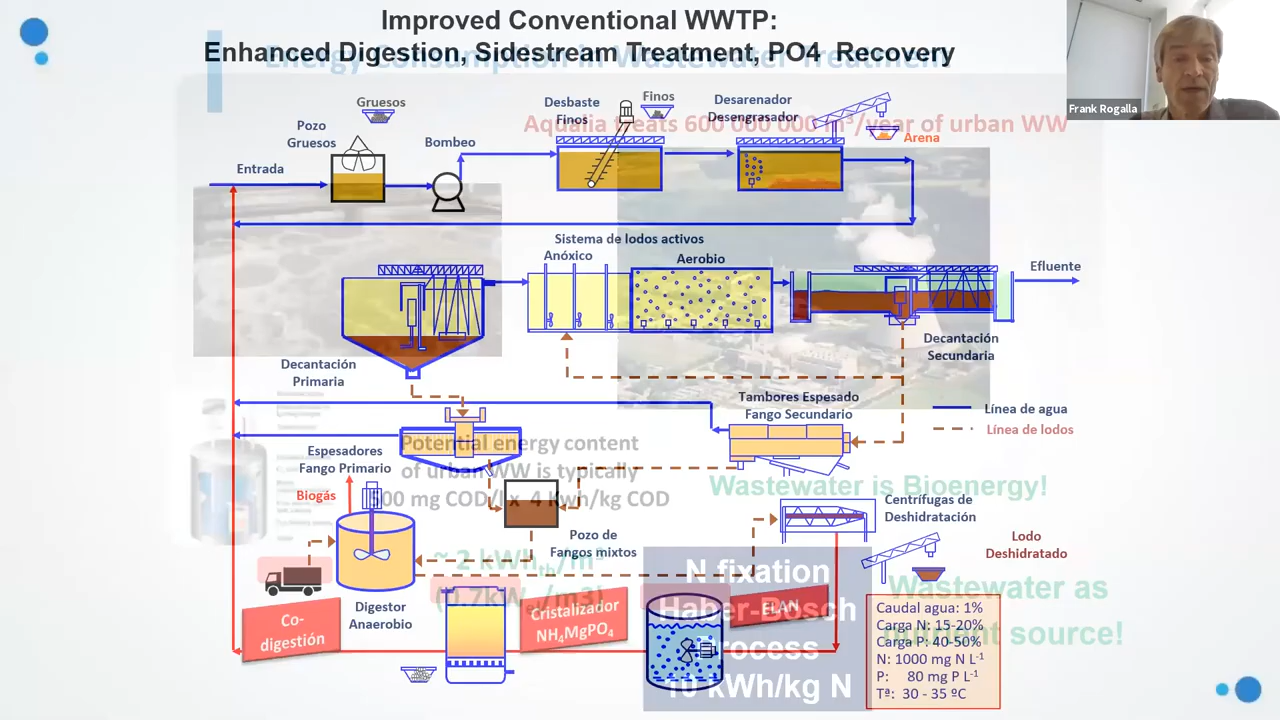 Improved Conventional WWTP:
Enhanced Digestion, Sidestream Treatment, PO4 Recovery
Energy Consumption in Wastewater Treatment
Frank Rogalla
Aqualia treats 600 000 000 m³/year of urban WW
Gruesos
Pozo
Gruesos
Entrada
Bombeo
Desbaste
Finos
Finos
Desarenador
Desengrasador
Arena
Sistema de lodos activos
Anóxico
Aerobio
Efluente
Decantación
Primaria
Decantación
Secundaria
Tambores Espesado
Fango Secundario
Línea de agua
Línea de lodos
Espesadores
Fango Primario
Potential energy content
of urban WW is typically
500 mg COD/l x 4 Kwh/kg COD
Wastewater is Bioenergy!
Biogás
Pozo de
Fangos mixtos
Centrífugas de
Deshidratación
Lodo
Deshidratado
~ 2 kWhth/m³
(0.7kWel/m3)
N fixation
Haber-Bosch
Process
10 kWh/kg N
Wastewater as
nutrient source!
Digestor
Anaerobio
Co-
digestión
Cristalizador
NH4MgPO4
ELAN
Caudal agua: 1%
Carga N: 15-20%
Carga P: 40-50%
N: 1000 mg N L-1
P: 80 mg P L-1
Tª: 30 - 35 ºC